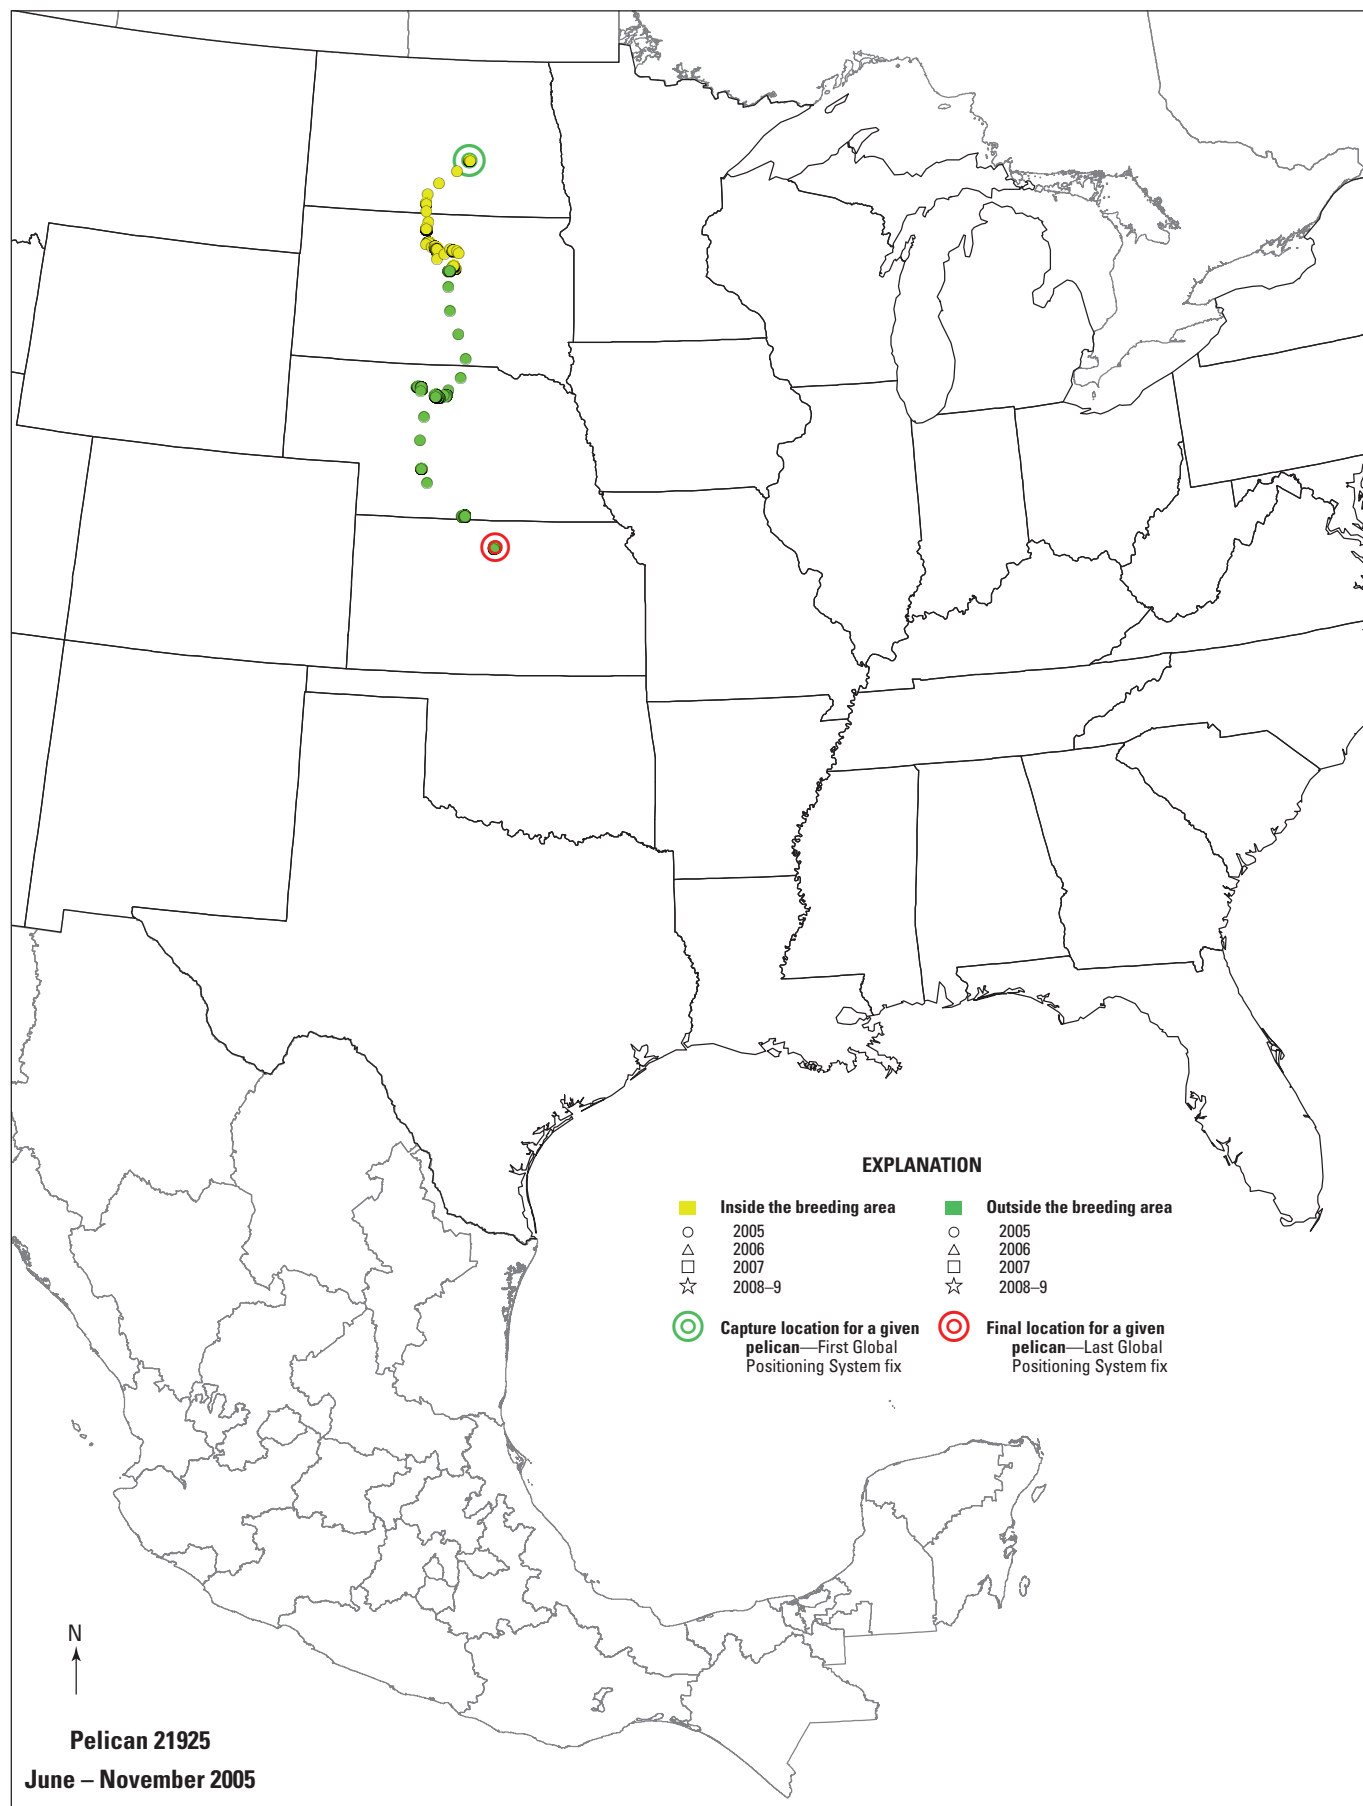 EXPLANATION
Inside the breeding area
2005
2006
2007
2008–9
Capture location for a given
pelican—First Global
Positioning System fix
Outside the breeding area
2005
2006
2007
2008–9
Final location for a given
pelican—Last Global
Positioning System fix
N
Pelican 21925
June – November 2005